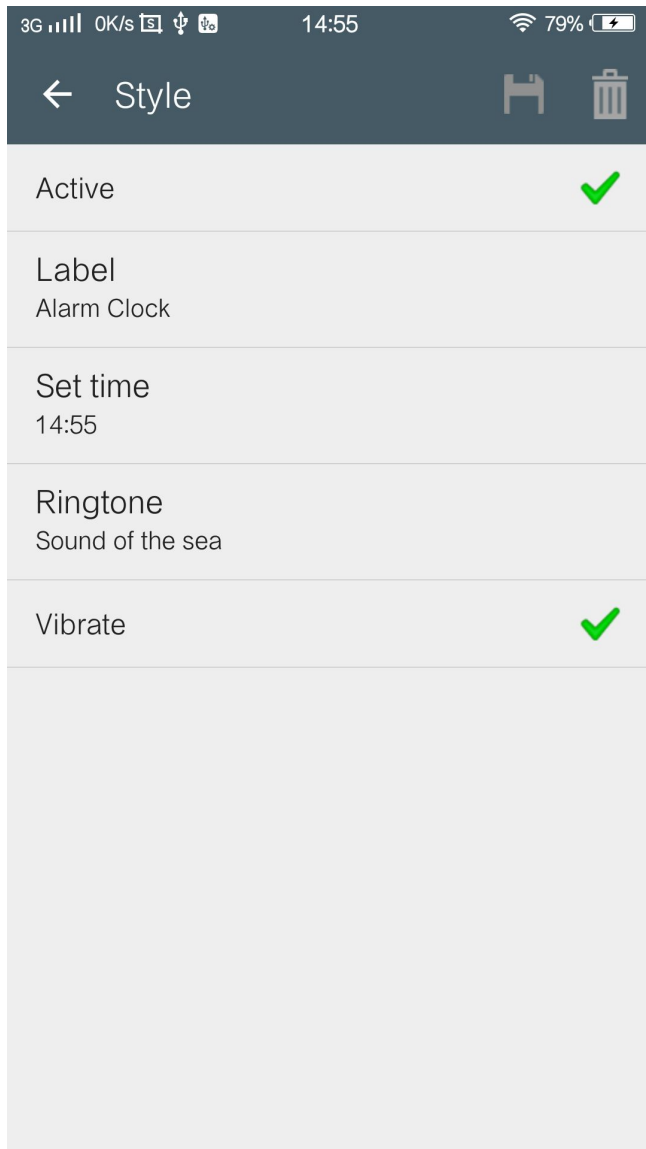 3G 0K/s S 14:55 79%
Style
Active
Label
Alarm Clock
Set time
14:55
Ringtone
Sound of the sea
Vibrate